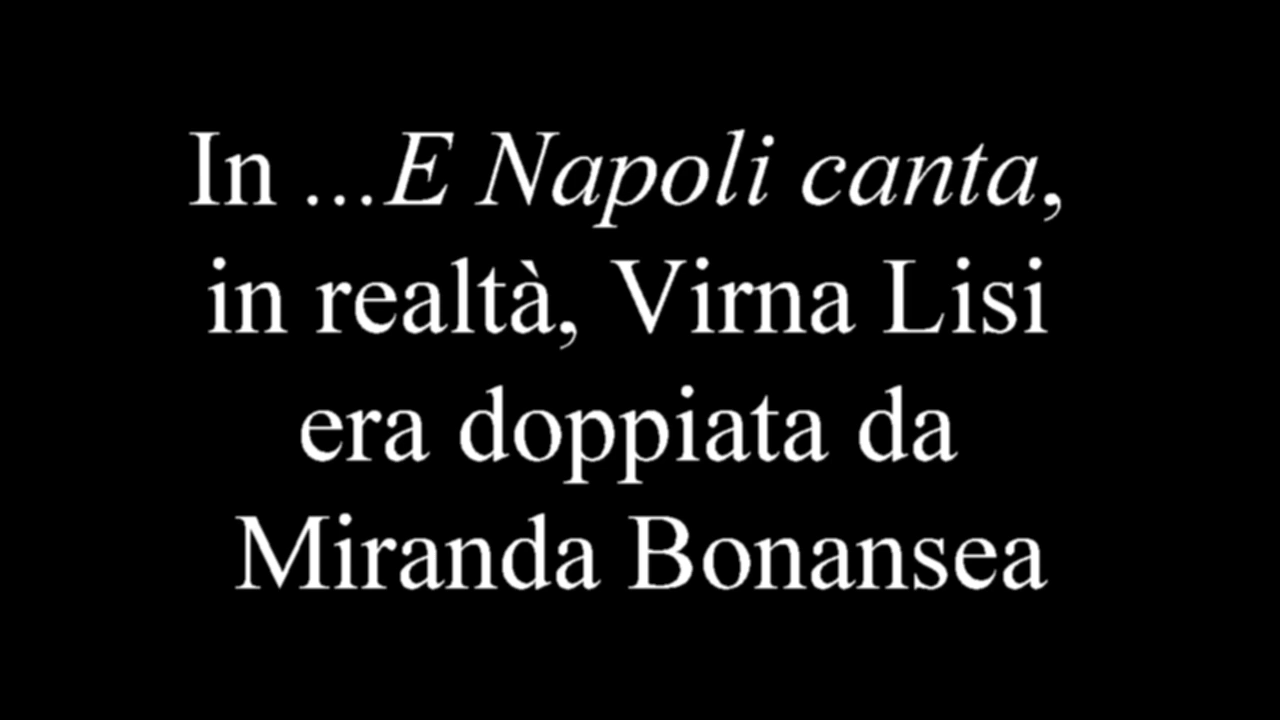 In ...E Napoli canta,
in realtà, Virna Lisi
era doppiata da
Miranda Bonansea